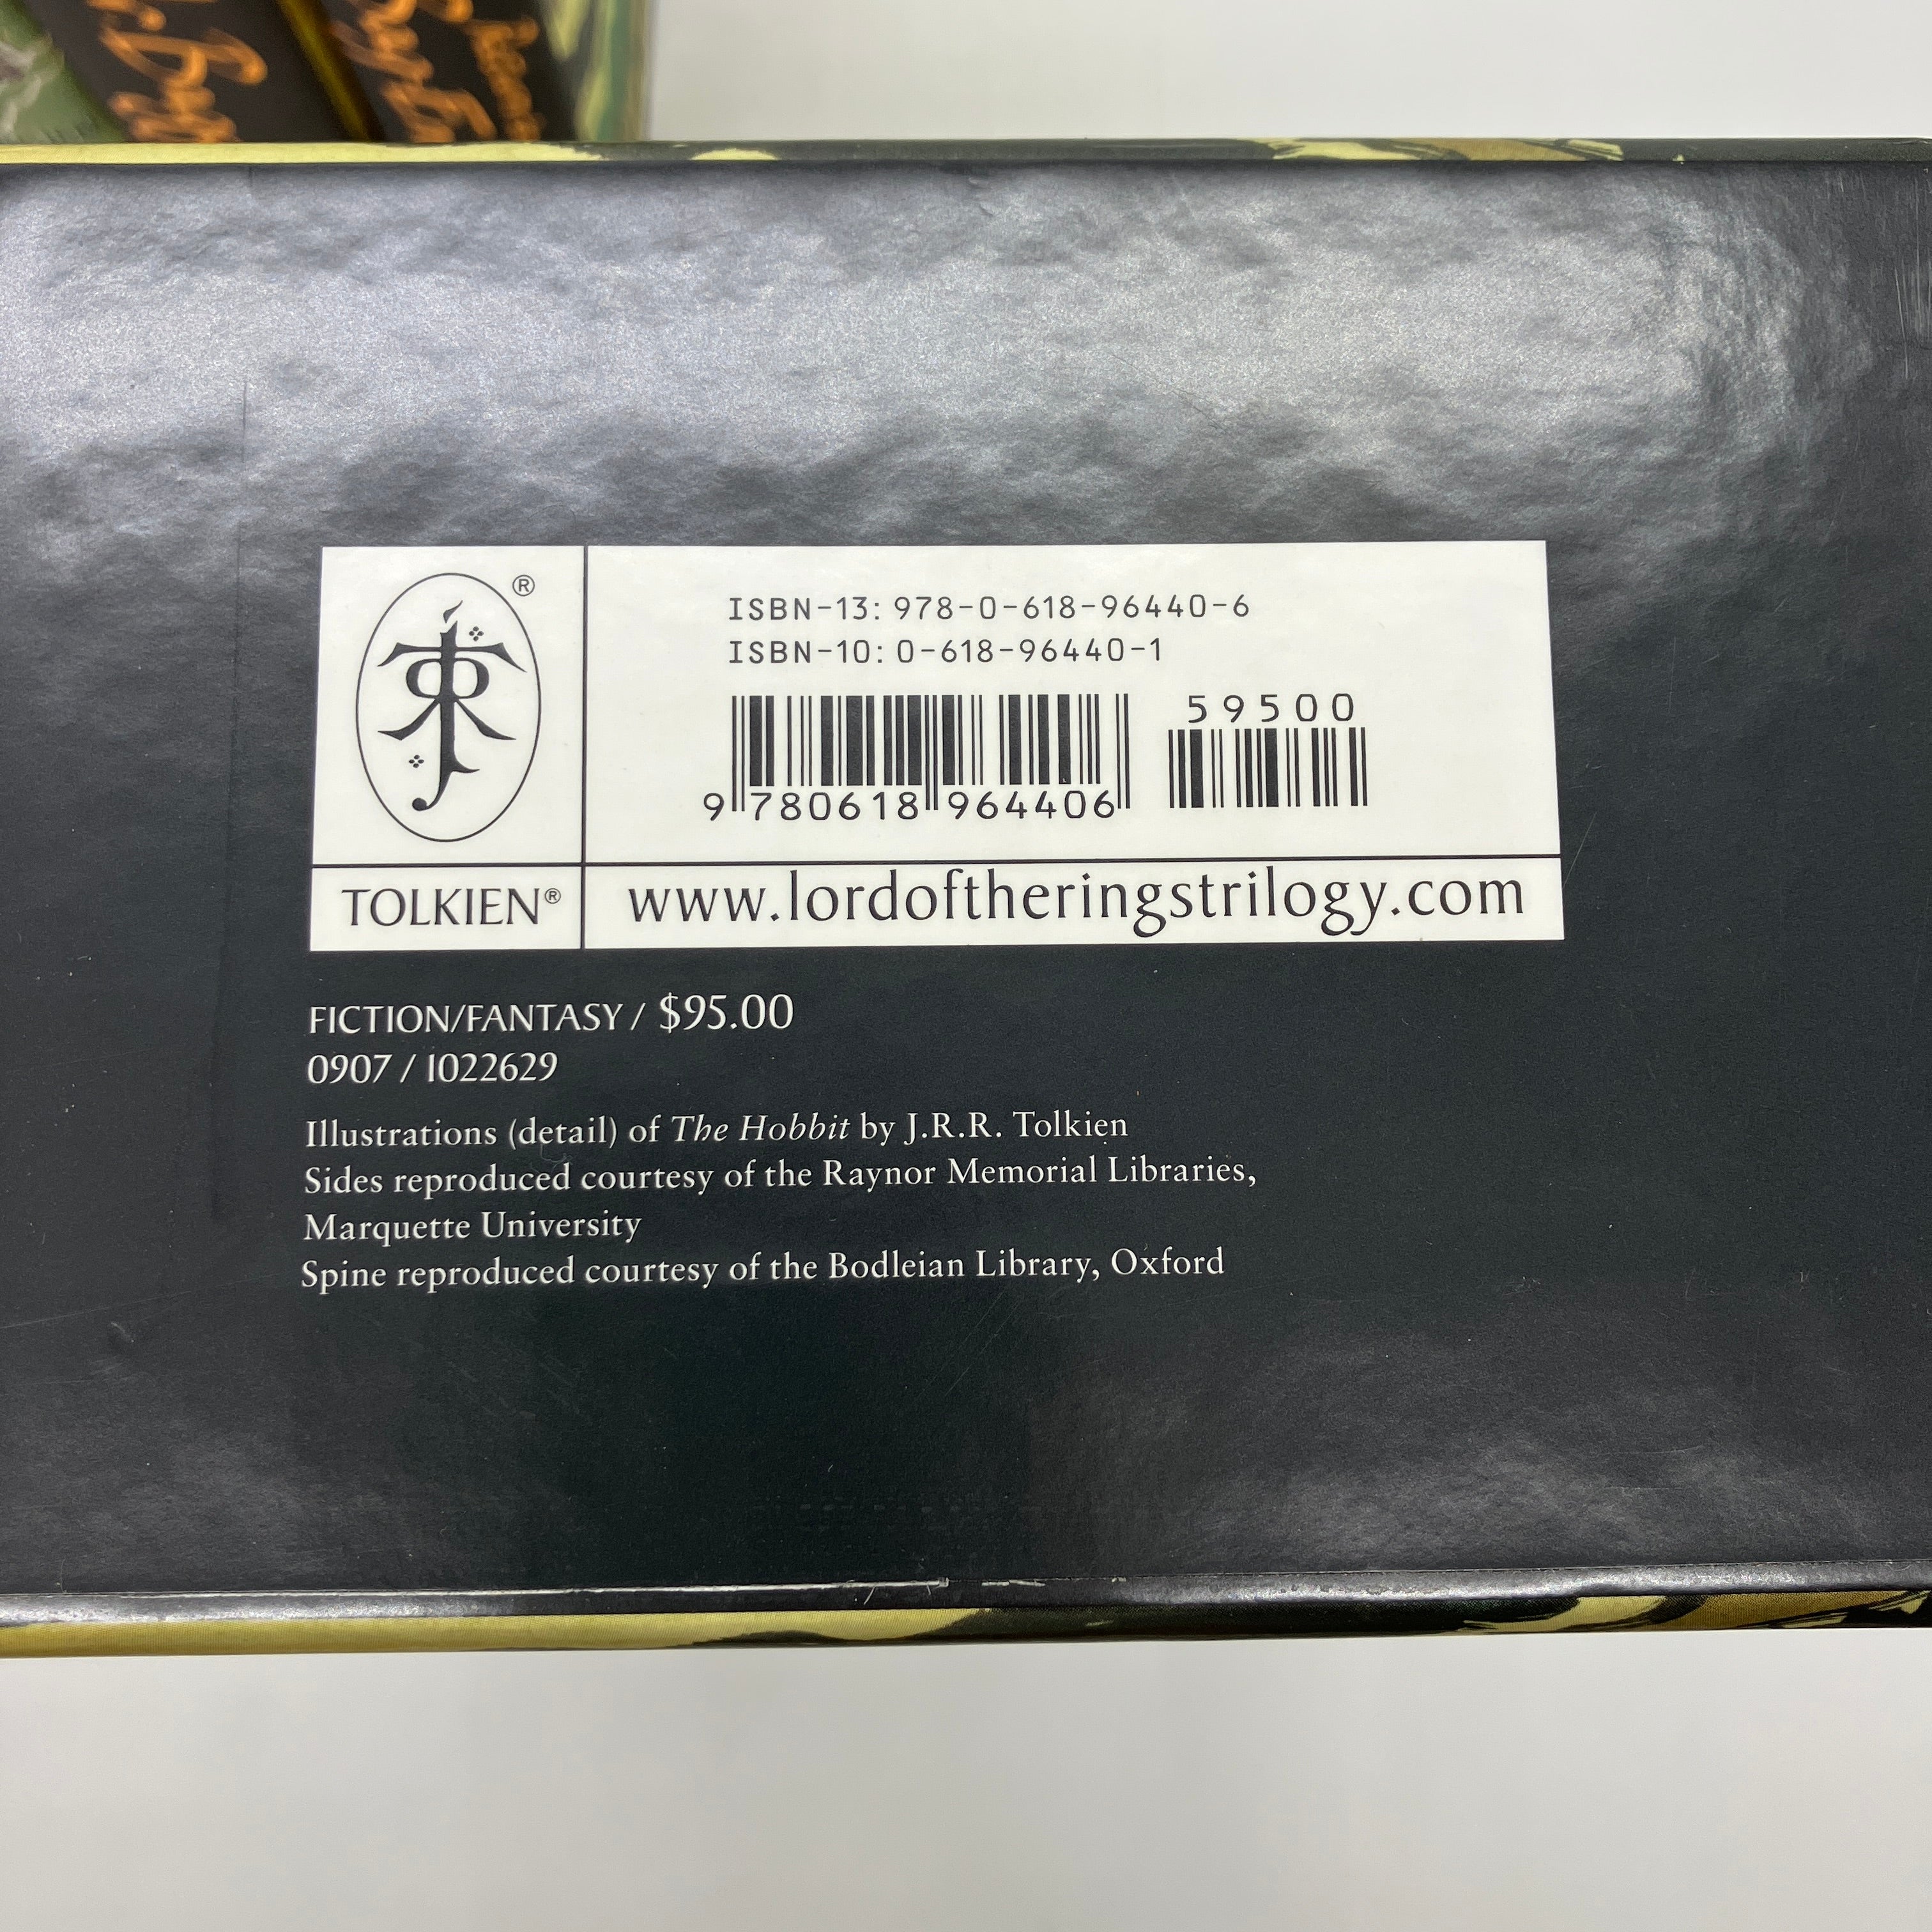 ISBN-13: 978-0-618-96440-6
ISBN-10: 0-618-96440-1
59500
9 780618 964406
®
TOLKIEN®
www.lordoftheringstrilogy.com
FICTION/FANTASY / $95.00
0907 / 1022629
Illustrations (detail) of The Hobbit by J.R.R. Tolkien
Sides reproduced courtesy of the Raynor Memorial Libraries,
Marquette University
Spine reproduced courtesy of the Bodleian Library, Oxford